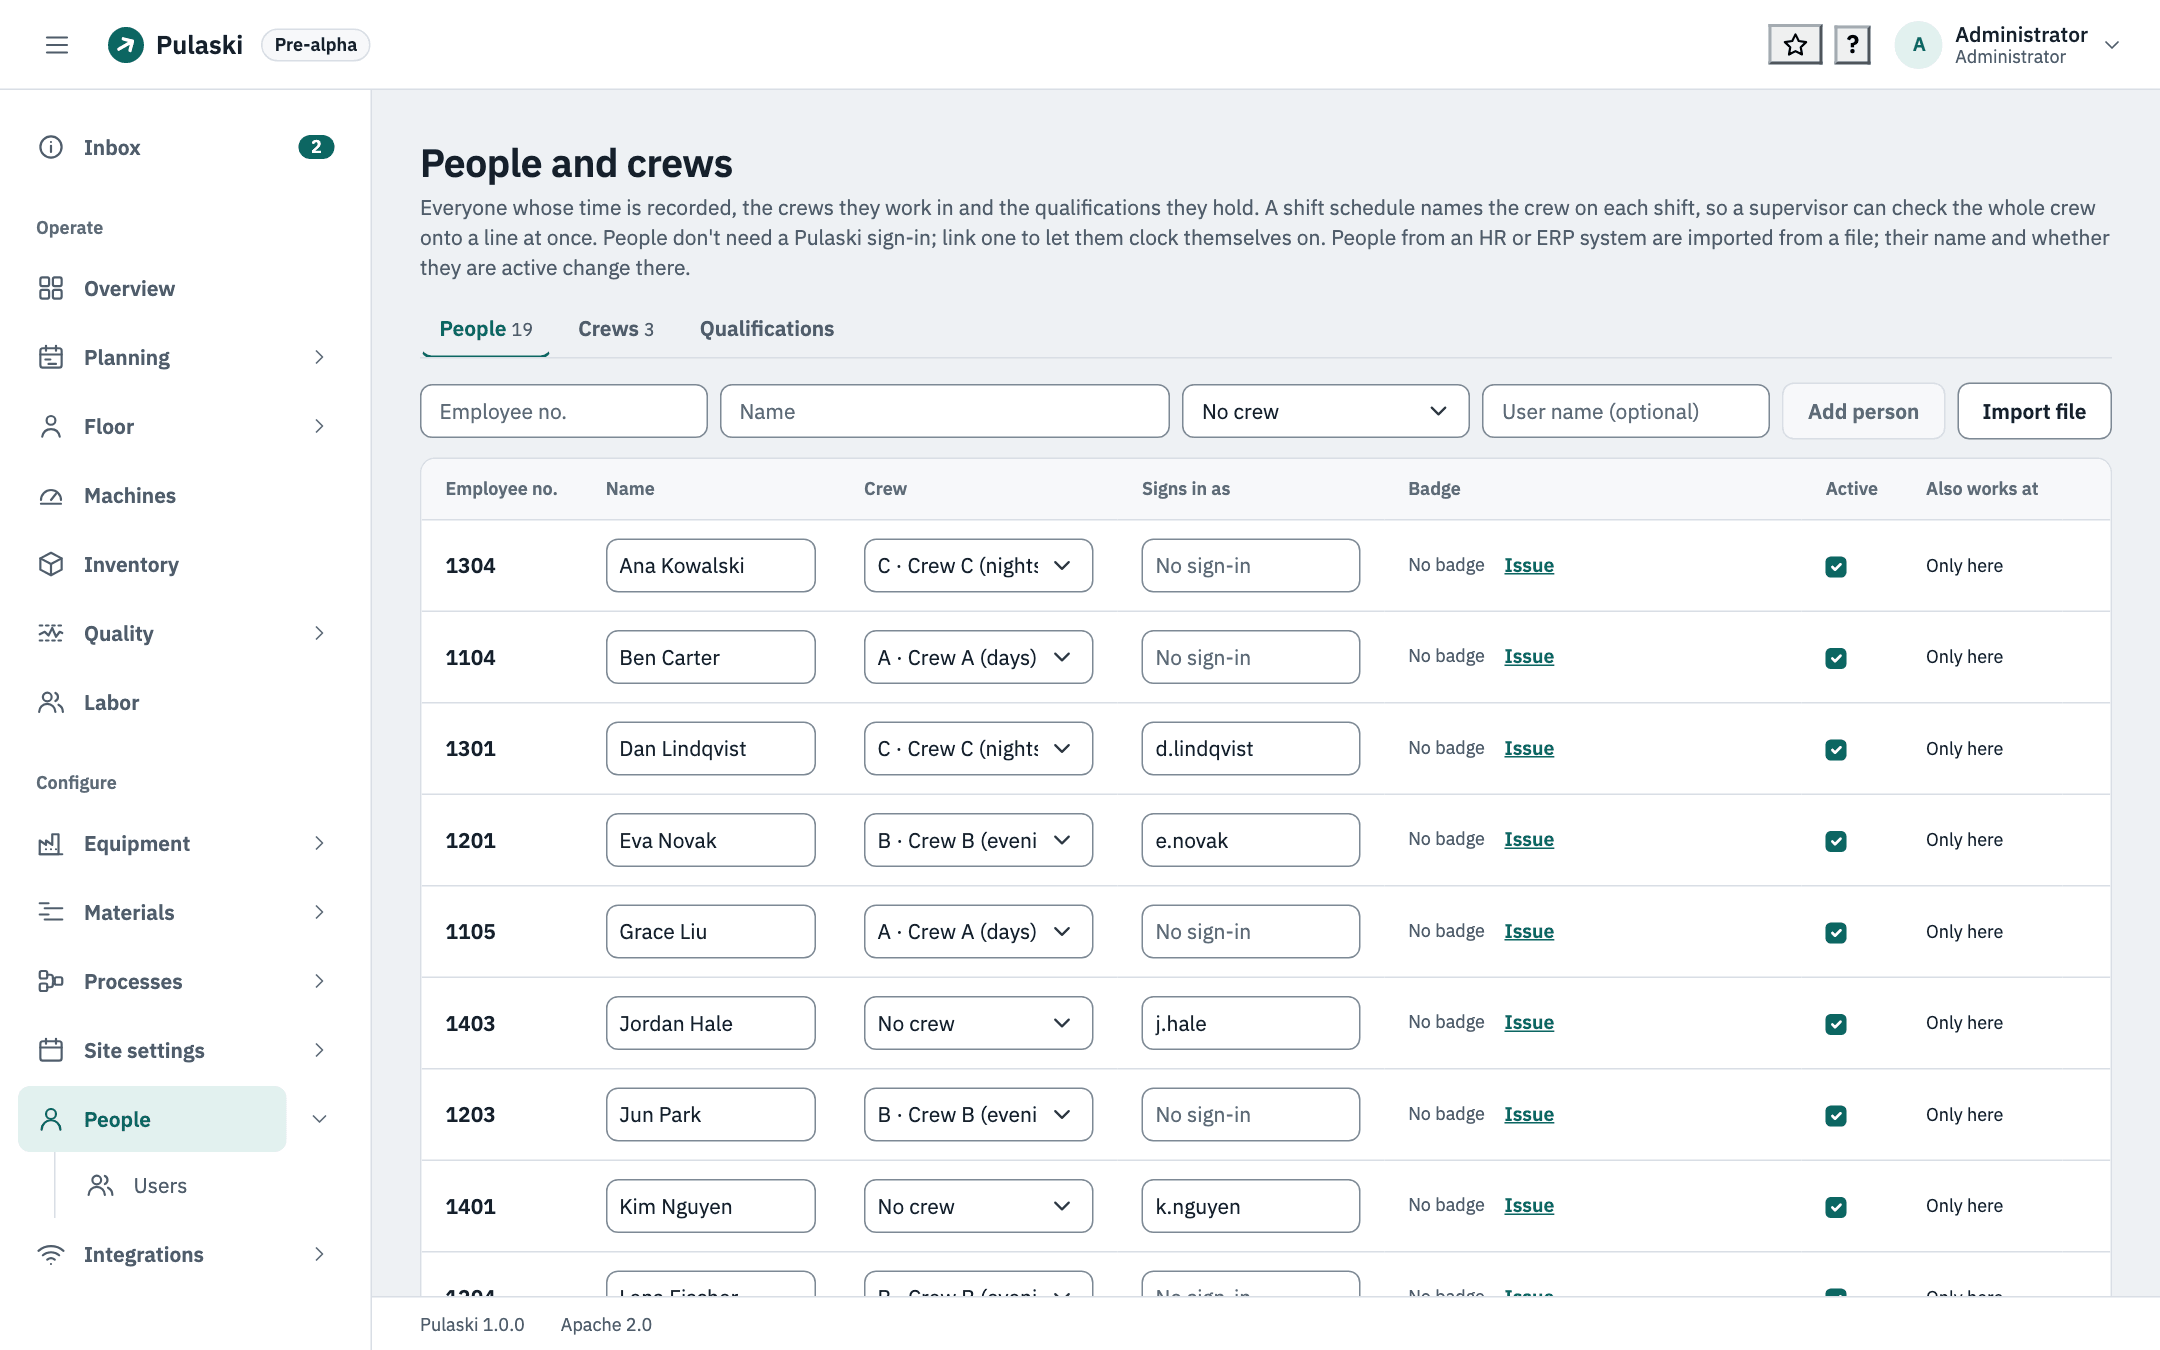 Pulaski
Pre-alpha
?
A
Administrator
Administrator
Inbox
2
Operate
Overview
Planning
Floor
Machines
Inventory
Quality
Labor
Configure
Equipment
Materials
Processes
Site settings
People
Users
Integrations
People and crews
Everyone whose time is recorded, the crews they work in and the qualifications they hold. A shift schedule names the crew on each shift, so a supervisor can check the whole crew
onto a line at once. People don't need a Pulaski sign-in; link one to let them clock themselves on. People from an HR or ERP system are imported from a file; their name and whether
they are active change there.
People 19 Crews 3 Qualifications
Employee no. Name No crew User name (optional) Add person Import file
Employee no. Name Crew Signs in as Badge Active Also works at
1304 Ana Kowalski C · Crew C (nights No sign-in No badge Issue Only here
1104 Ben Carter A · Crew A (days) No sign-in No badge Issue Only here
1301 Dan Lindqvist C · Crew C (nights d.lindqvist No badge Issue Only here
1201 Eva Novak B · Crew B (eveni e.novak No badge Issue Only here
1105 Grace Liu A · Crew A (days) No sign-in No badge Issue Only here
1403 Jordan Hale No crew j.hale No badge Issue Only here
1203 Jun Park B · Crew B (eveni No sign-in No badge Issue Only here
1401 Kim Nguyen No crew k.nguyen No badge Issue Only here
B · Crew B (eveni No sign-in No badge Issue Only here
Pulaski 1.0.0 Apache 2.0